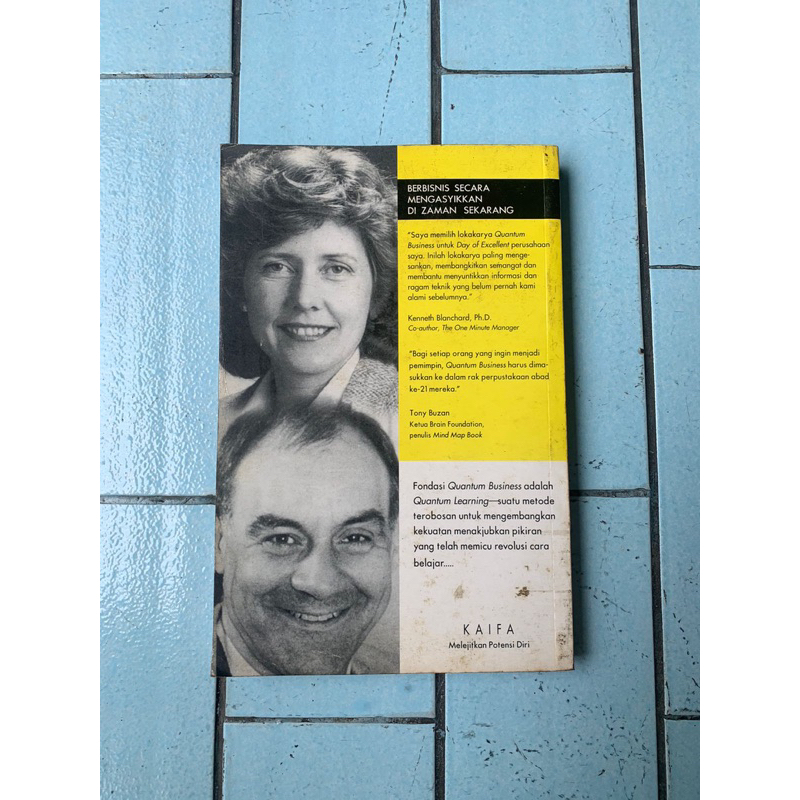 BERBISNIS SECARA
MENGASYIKKAN
DI ZAMAN SEKARANG
"Saya memilih lokakarya Quantum
Business untuk Day of Excellent perusahaan
saya. Inilah lokakarya paling menge-
sankan, membangkitkan semangat dan
membantu menyuntikkan informasi dan
ragam teknik yang belum pernah kami
alami sebelumnya."
Kenneth Blanchard, Ph.D.
Co-author, The One Minute Manager
"Bagi setiap orang yang ingin menjadi
pemimpin, Quantum Business harus dima-
sukkan ke dalam rak perpustakaan abad
ke-21 mereka."
Tony Buzan
Ketua Brain Foundation,
penulis Mind Map Book
Fondasi Quantum Business adalah
Quantum Learning—suatu metode
terobosan untuk mengembangkan
kekuatan menakjubkan pikiran
yang telah memicu revolusi cara
belajar.....
KAIFA
Melejitkan Potensi Diri